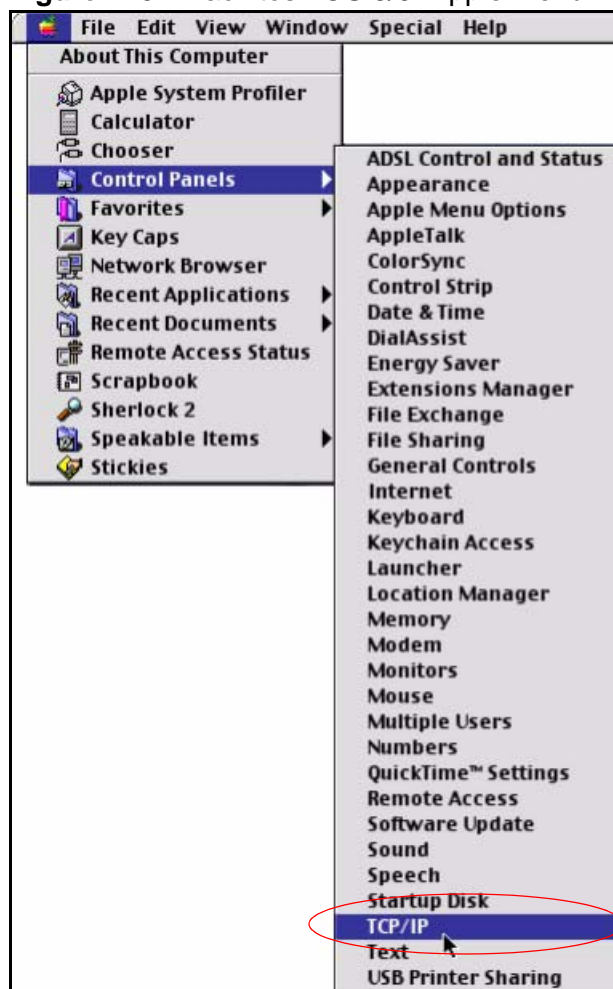 File Edit View Window Special Help
About This Computer
Apple System Profiler
Calculator
Chooser
Control Panels
Favorites
Key Caps
Network Browser
Recent Applications
Recent Documents
Remote Access Status
Scrapbook
Sherlock 2
Speakable Items
Stickies
ADSL Control and Status
Appearance
Apple Menu Options
AppleTalk
ColorSync
Control Strip
Date & Time
DialAssist
Energy Saver
Extensions Manager
File Exchange
File Sharing
General Controls
Internet
Keyboard
Keychain Access
Launcher
Location Manager
Memory
Modem
Monitors
Mouse
Multiple Users
Numbers
QuickTime™ Settings
Remote Access
Software Update
Sound
Speech
Startup Disk
TCP/IP
Text
USB Printer Sharing